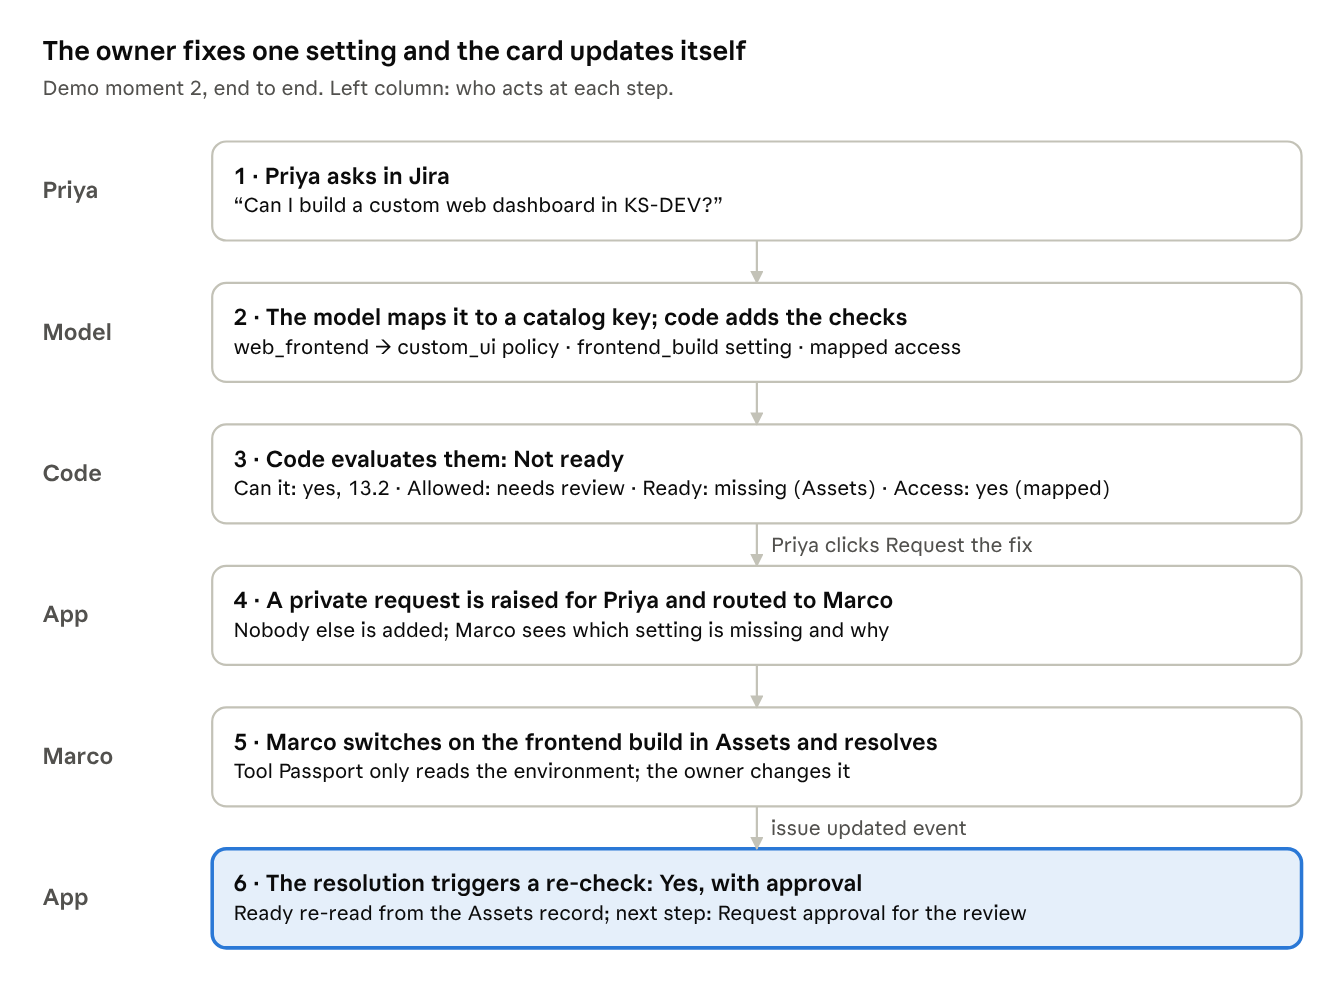 The owner fixes one setting and the card updates itself
Demo moment 2, end to end. Left column: who acts at each step.
Priya
1 · Priya asks in Jira
“Can I build a custom web dashboard in KS-DEV?”
Model
2 · The model maps it to a catalog key; code adds the checks
web_frontend → custom_ui policy · frontend_build setting · mapped access
Code
3 · Code evaluates them: Not ready
Can it: yes, 13.2 · Allowed: needs review · Ready: missing (Assets) · Access: yes (mapped)
Priya clicks Request the fix
App
4 · A private request is raised for Priya and routed to Marco
Nobody else is added; Marco sees which setting is missing and why
Marco
5 · Marco switches on the frontend build in Assets and resolves
Tool Passport only reads the environment; the owner changes it
issue updated event
App
6 · The resolution triggers a re-check: Yes, with approval
Ready re-read from the Assets record; next step: Request approval for the review